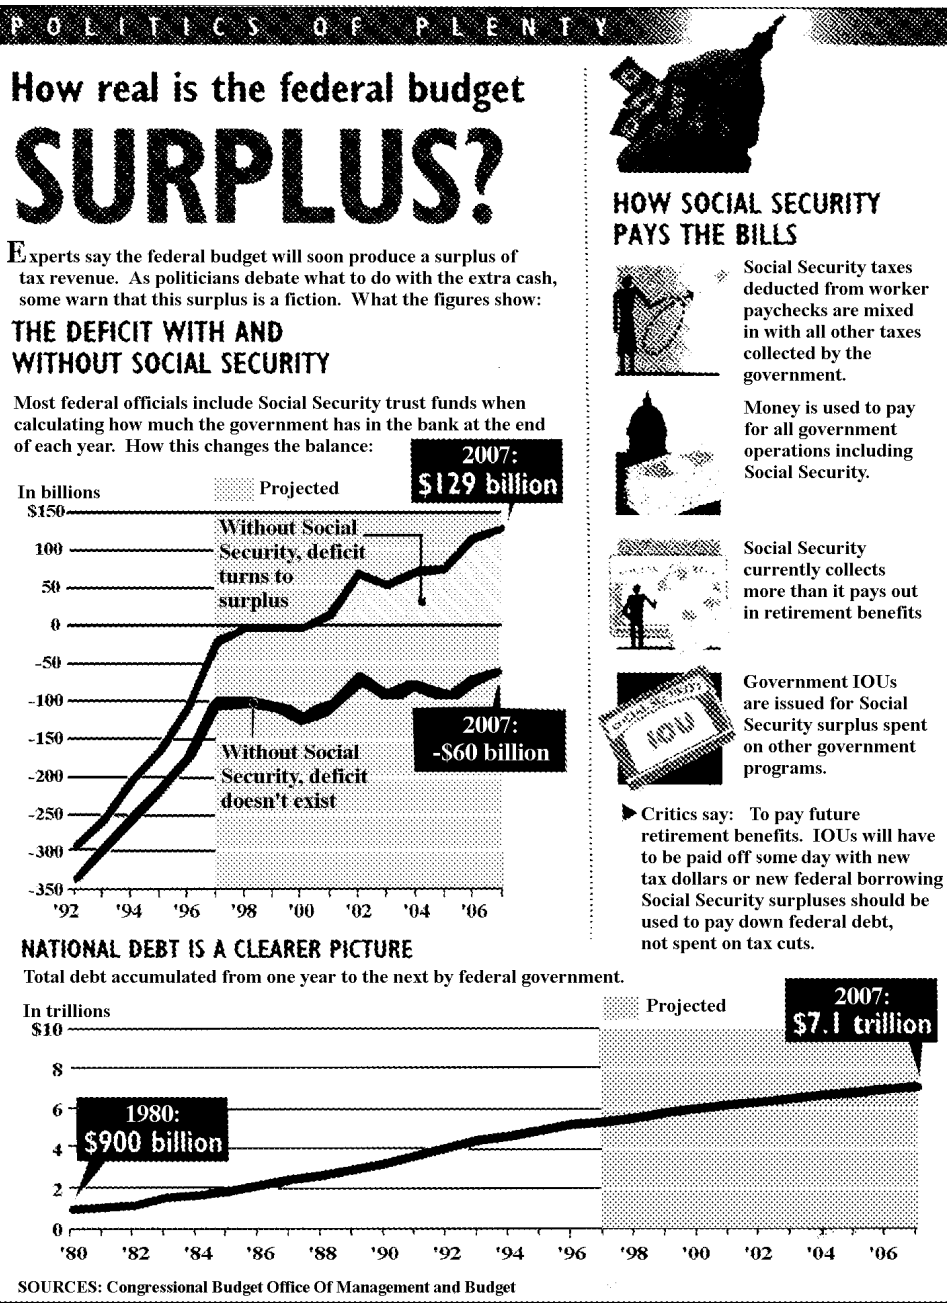 POLITICS OF PLENTY
How real is the federal budget
SURPLUS?
Experts say the federal budget will soon produce a surplus of
tax revenue. As politicians debate what to do with the extra cash,
some warn that this surplus is a fiction. What the figures show:
THE DEFICIT WITH AND
WITHOUT SOCIAL SECURITY
Most federal officials include Social Security trust funds when
calculating how much the government has in the bank at the end
of each year. How this changes the balance:
2007:
$129 billion
In billions
Projected
$150
100
50
0
-50
-100
-150
-200
-250
-300
-350
Without Social
Security, deficit
turns to
surplus
2007:
-$60 billion
Without Social
Security, deficit
doesn't exist
'92 '94 '96 '98 '00 '02 '04 '06
HOW SOCIAL SECURITY
PAYS THE BILLS
Social Security taxes
deducted from worker
paychecks are mixed
in with all other taxes
collected by the
government.
Money is used to pay
for all government
operations including
Social Security.
Social Security
currently collects
more than it pays out
in retirement benefits
IOU
Government IOUs
are issued for Social
Security surplus spent
on other government
programs.
Critics say: To pay future
retirement benefits. IOUs will have
to be paid off some day with new
tax dollars or new federal borrowing
Social Security surpluses should be
used to pay down federal debt,
not spent on tax cuts.
NATIONAL DEBT IS A CLEARER PICTURE
Total debt accumulated from one year to the next by federal government.
In trillions
Projected
2007:
$7.1 trillion
$10
8
6
4
2
0
1980:
$900 billion
'80 '82 '84 '86 '88 '90 '92 '94 '96 '98 '00 '02 '04 '06
SOURCES: Congressional Budget Office Of Management and Budget